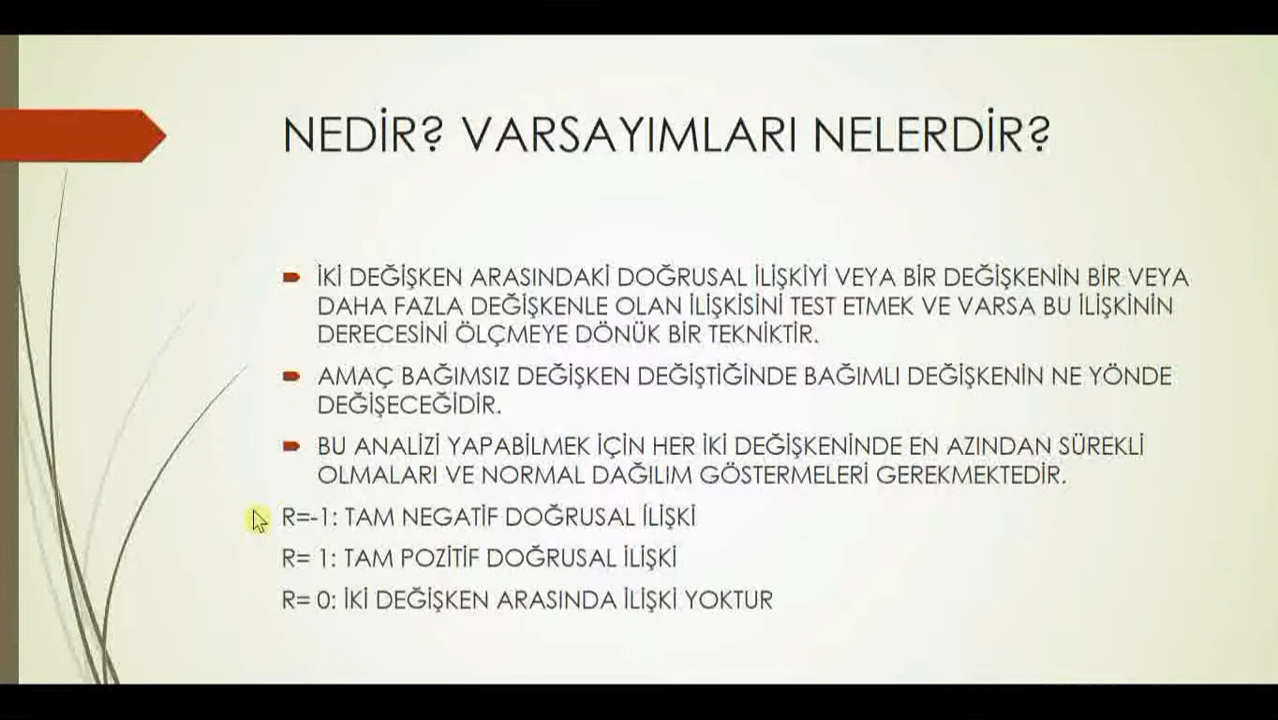 NEDİR? VARSAYIMLARI NELERDİR?
İKİ DEĞİŞKEN ARASINDAKİ DOĞRUSAL İLİŞKİYİ VEYA BİR DEĞİŞKENİN BİR VEYA
DAHA FAZLA DEĞİŞKENLE OLAN İLİŞKİSİNİ TEST ETMEK VE VARSA BU İLİŞKİNİN
DERECESİNİ ÖLÇMEYE DÖNÜK BİR TEKNİKTİR.
AMAÇ BAĞIMSIZ DEĞİŞKEN DEĞİŞTİĞİNDE BAĞIMLI DEĞİŞKENİN NE YÖNDE
DEĞİŞECEĞİDİR.
BU ANALİZİ YAPABİLMEK İÇİN HER İKİ DEĞİŞKENİNDE EN AZINDAN SÜREKLİ
OLMALARI VE NORMAL DAĞILIM GÖSTERMELERİ GEREKMEKTEDİR.
R=-1: TAM NEGATİF DOĞRUSAL İLİŞKİ
R= 1: TAM POZİTİF DOĞRUSAL İLİŞKİ
R= 0: İKİ DEĞİŞKEN ARASINDA İLİŞKİ YOKTUR